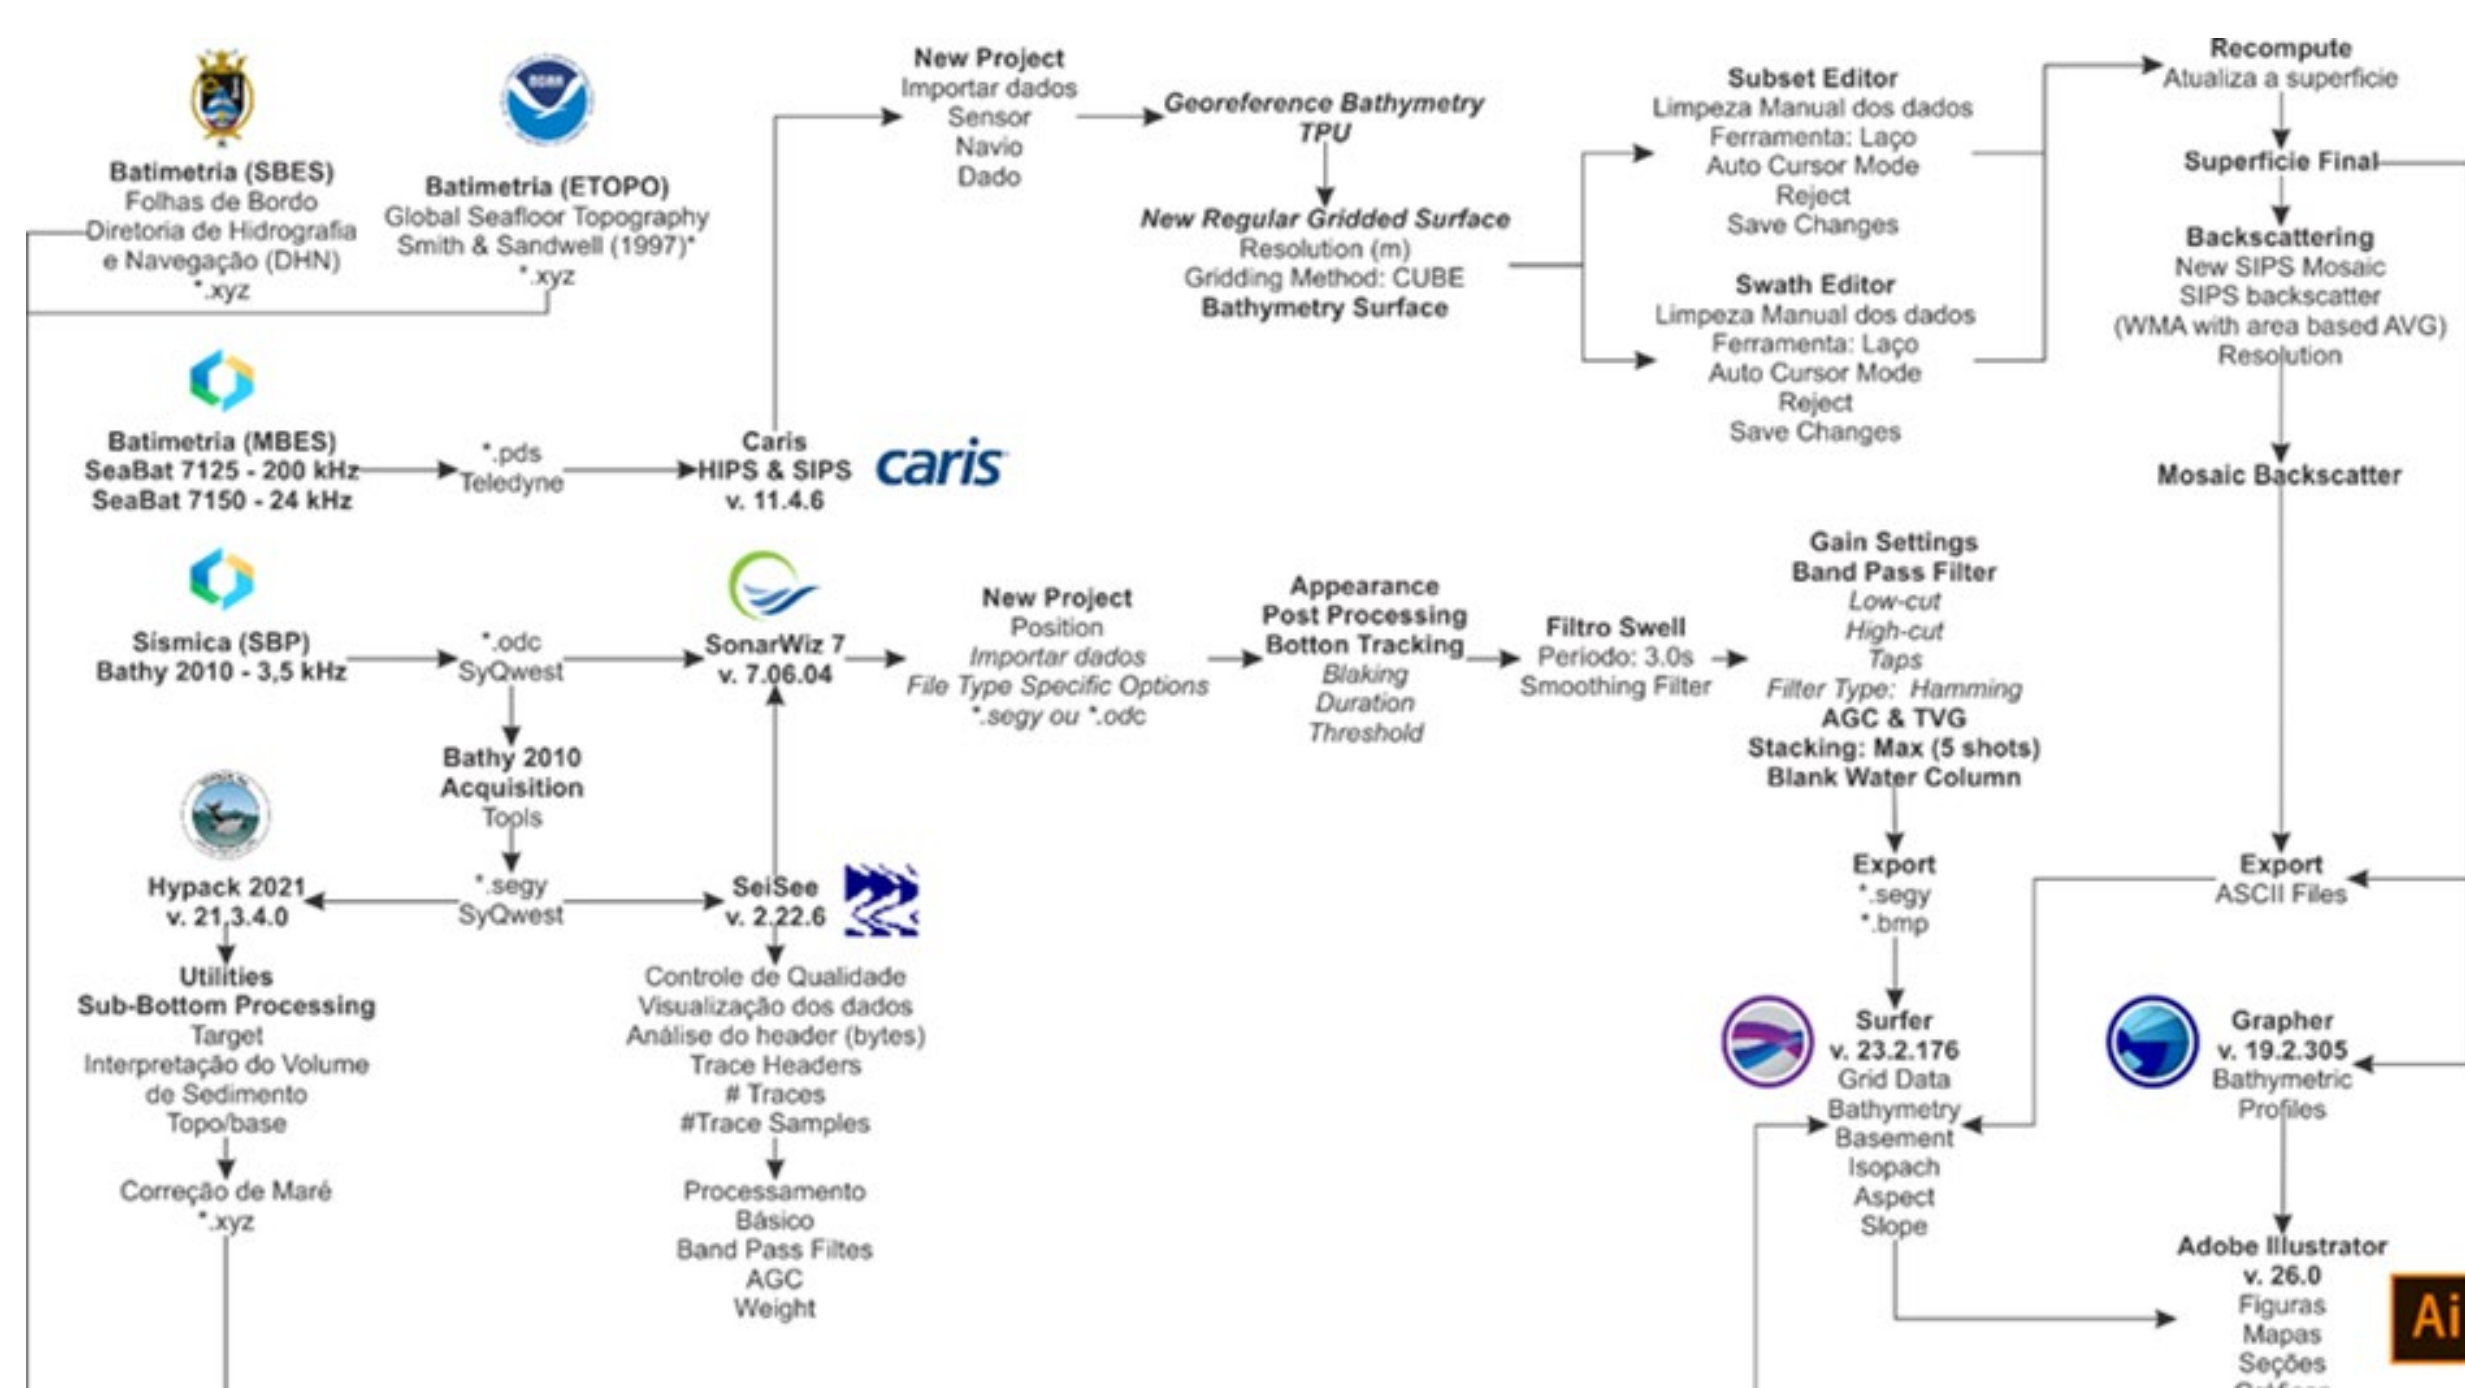 Batimetria (SBES)
Folhas de Bordo
Diretoria de Hidrografia
e Navegação (DHN)
*.xyz
Batimetria (ETOPO)
Global Seafloor Topography
Smith & Sandwell (1997)*
*.xyz
New Project
Importar dados
Sensor
Navio
Dado
Georeference Bathymetry
TPU
New Regular Gridded Surface
Resolution (m)
Gridding Method: CUBE
Bathymetry Surface
Subset Editor
Limpeza Manual dos dados
Ferramenta: Laço
Auto Cursor Mode
Reject
Save Changes
Swath Editor
Limpeza Manual dos dados
Ferramenta: Laço
Auto Cursor Mode
Reject
Save Changes
Recompute
Atualiza a superficie
Superficie Final
Backscattering
New SIPS Mosaic
SIPS backscatter
(WMA with area based AVG)
Resolution
Mosaic Backscatter
Batimetria (MBES)
SeaBat 7125 - 200 kHz
SeaBat 7150 - 24 kHz
*.pds
Teledyne
Caris
HIPS & SIPS
v. 11.4.6
caris
Sísmica (SBP)
Bathy 2010 - 3,5 kHz
*.odc
SyQwest
SonarWiz 7
v. 7.06.04
New Project
Position
Importar dados
File Type Specific Options
*.segy ou *.odc
Appearance
Post Processing
Botton Tracking
Blaking
Duration
Threshold
Filtro Swell
Periodo: 3.0s
Smoothing Filter
Gain Settings
Band Pass Filter
Low-cut
High-cut
Taps
Filter Type: Hamming
AGC & TVG
Stacking: Max (5 shots)
Blank Water Column
Bathy 2010
Acquisition
Tools
*.segy
SyQwest
Hypack 2021
v. 21,3.4.0
Utilities
Sub-Bottom Processing
Target
Interpretação do Volume
de Sedimento
Topo/base
Correção de Maré
*.xyz
SeiSee
v. 2.22.6
Controle de Qualidade
Visualização dos dados
Análise do header (bytes)
Trace Headers
# Traces
#Trace Samples
Processamento
Básico
Band Pass Filtes
AGC
Weight
Export
*.segy
*.bmp
Export
ASCII Files
Surfer
v. 23.2.176
Grid Data
Bathymetry
Basement
Isopach
Aspect
Slope
Grapher
v. 19.2.305
Bathymetric
Profiles
Adobe Illustrator
v. 26.0
Figuras
Mapas
Seções
Ai